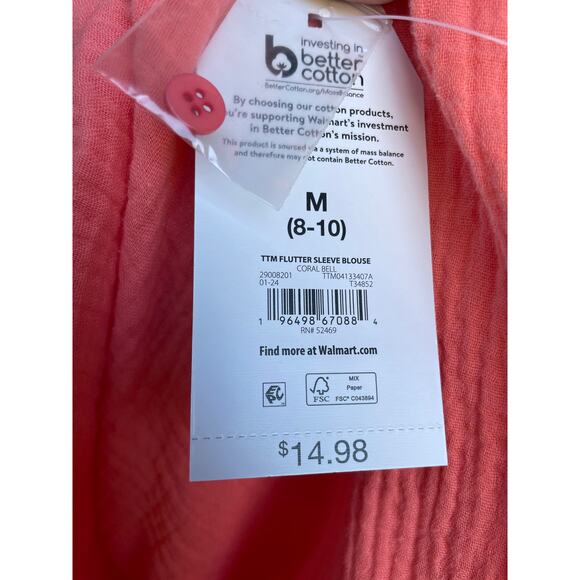 investing in
better
cotton™
BetterCotton.org/MassBalance
By choosing our cotton products,
you're supporting Walmart's investment
in Better Cotton's mission.
This product is sourced via a system of mass balance
and therefore may not contain Better Cotton.
M
(8-10)
TTM FLUTTER SLEEVE BLOUSE
CORAL BELL
29008201 TTM04133407A
01-24 T34852
1 96498 67088 4
RN# 52469
Find more at Walmart.com
FSC
MIX
Paper
FSC® C043894
$14.98